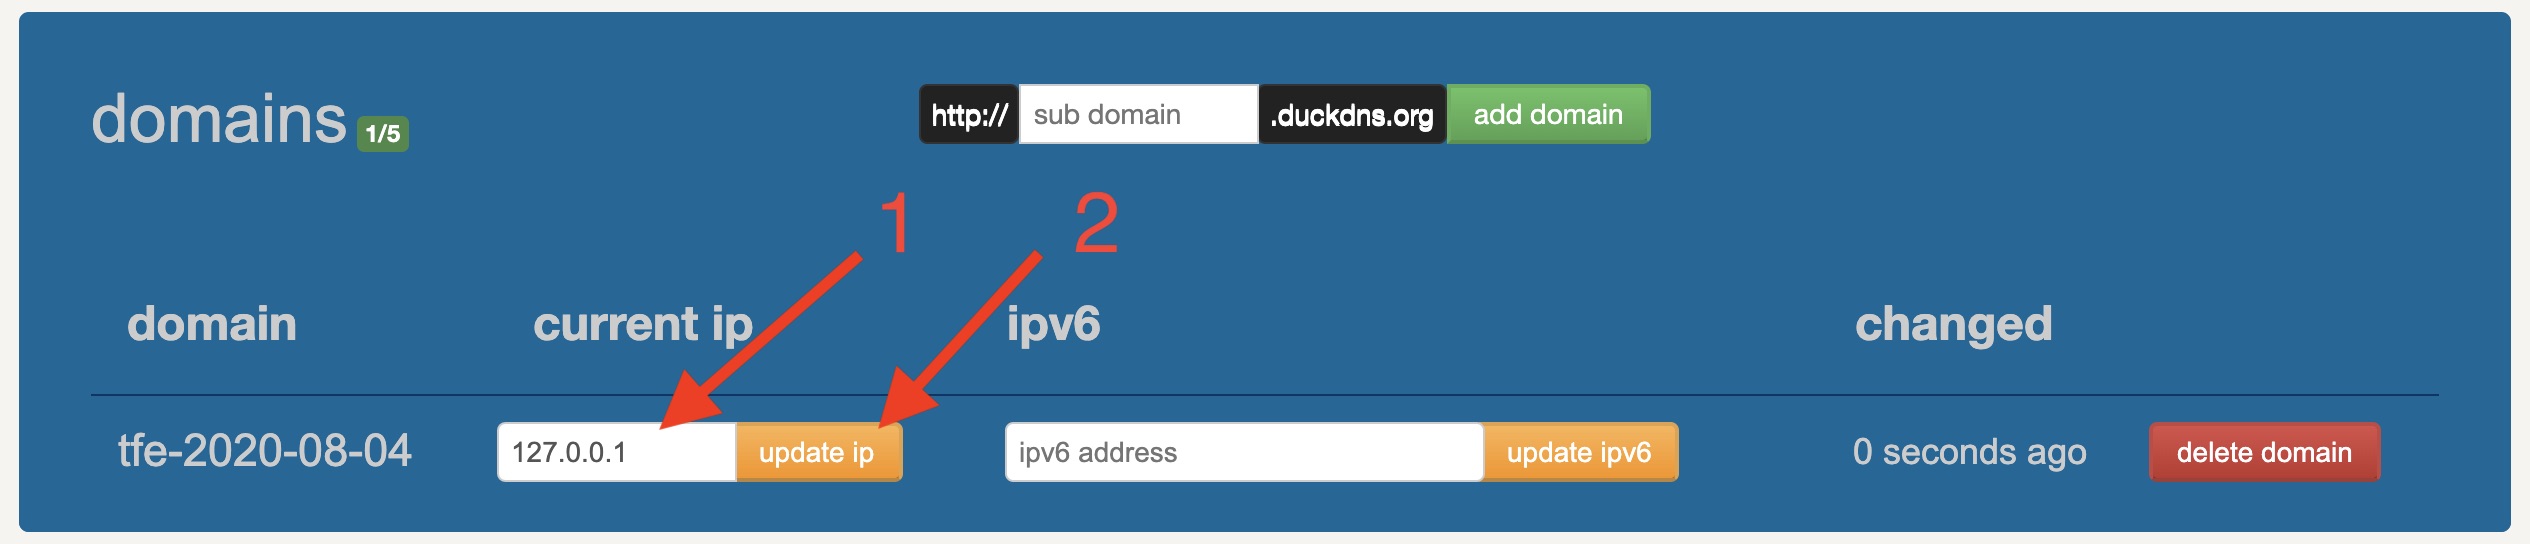 domains 1/5 http:// sub domain .duckdns.org add domain
1 2
domain current ip ipv6 changed
tfe-2020-08-04 127.0.0.1 update ip ipv6 address update ipv6 0 seconds ago delete domain